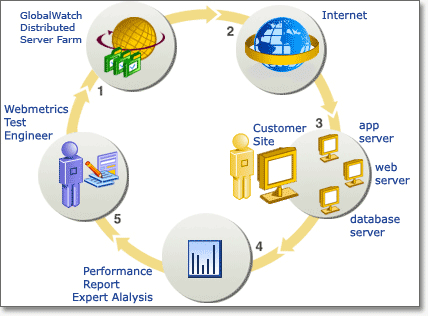 GlobalWatch
Distributed
Server Farm
Internet
1
2
Webmetrics
Test
Engineer
Customer
Site
3
app
server
web
server
database
server
5
4
Performance
Report
Expert Alalysis